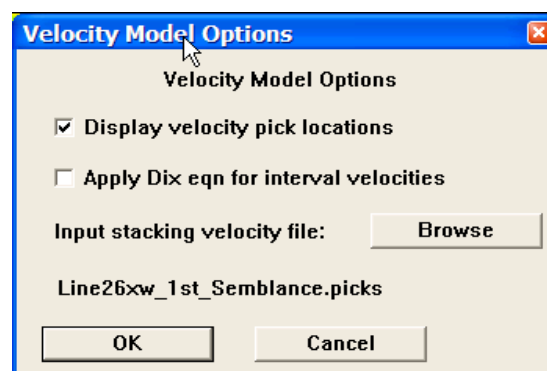 Velocity Model Options
Velocity Model Options
Display velocity pick locations
Apply Dix eqn for interval velocities
Input stacking velocity file: Browse
Line26xw_1st_Semblance.picks
OK Cancel